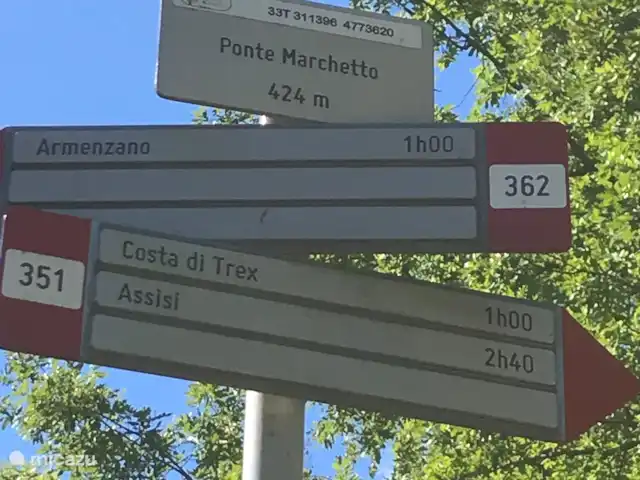 33T 311396 4773620
Ponte Marchetto
424 m
Armenzano 1h00
362
351
Costa di Trex 1h00
Assisi 2h40
micazu